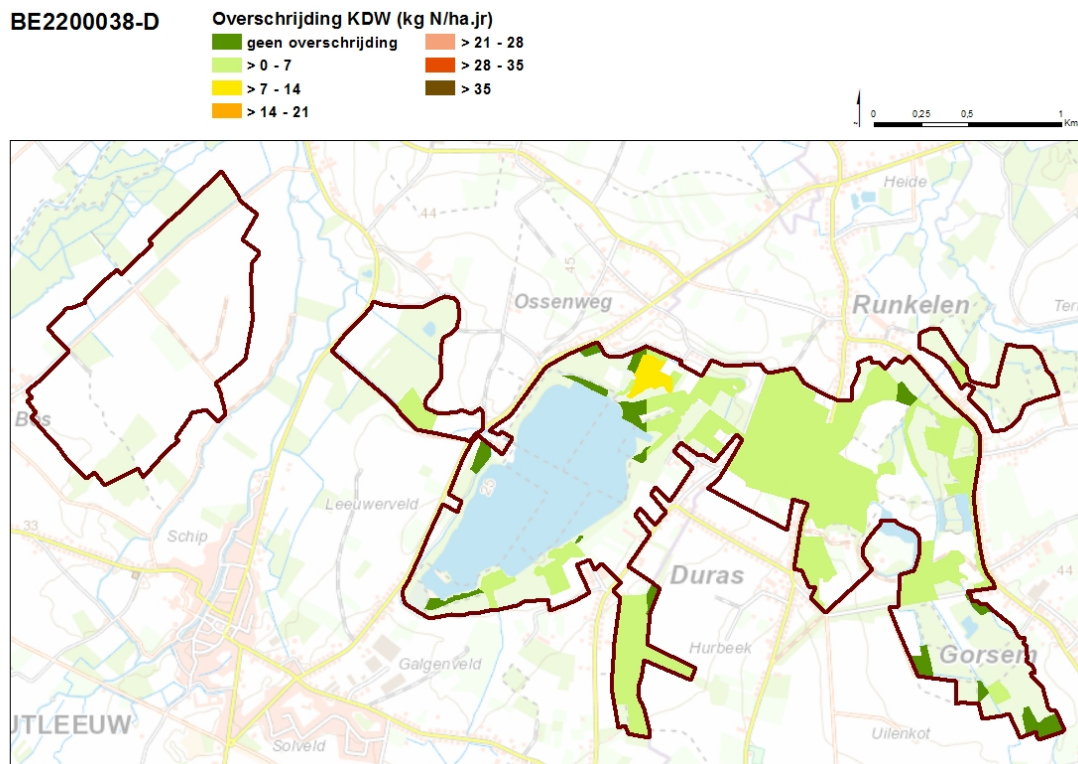 BE2200038-D
Overschrijding KDW (kg N/ha.jr)
geen overschrijding
> 0 - 7
> 7 - 14
> 14 - 21
> 21 - 28
> 28 - 35
> 35
0 0,25 0,5 1
Km
Heide
44
45
Ossenweg
Runkelen
Bos
Leeuwerveld
25
33
Schip
Duras
44
Hurbeek
Gorsem
Galgenveld
UTLEEUW
Solveld
Uilenkot